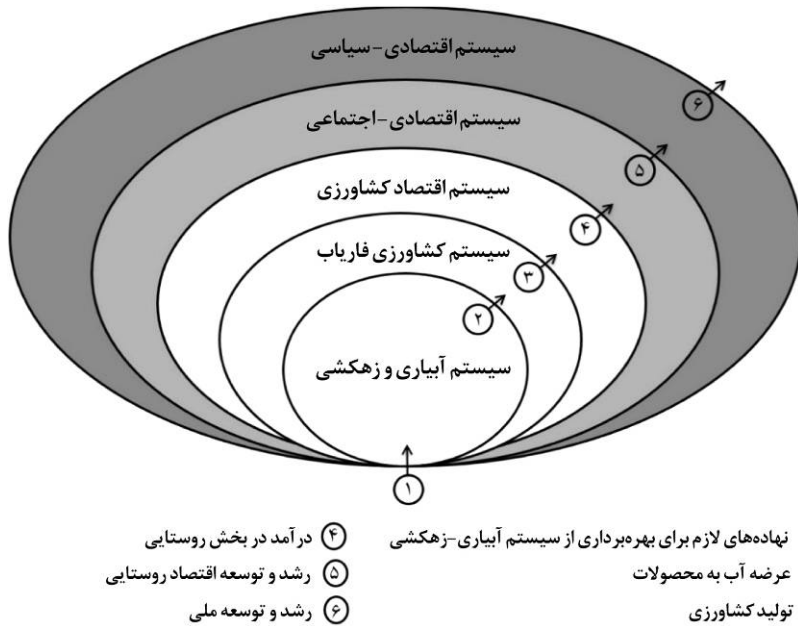 سیستم اقتصادی-سیاسی
۶
سیستم اقتصادی-اجتماعی
۵
سیستم اقتصاد کشاورزی
۴
سیستم کشاورزی فاریاب
۳
۲
سیستم آبیاری و زهکشی
۱
نهاده‌های لازم برای بهره‌برداری از سیستم آبیاری-زهکشی
عرضه آب به محصولات
تولید کشاورزی
۴ درآمد در بخش روستایی
۵ رشد و توسعه اقتصاد روستایی
۶ رشد و توسعه ملی